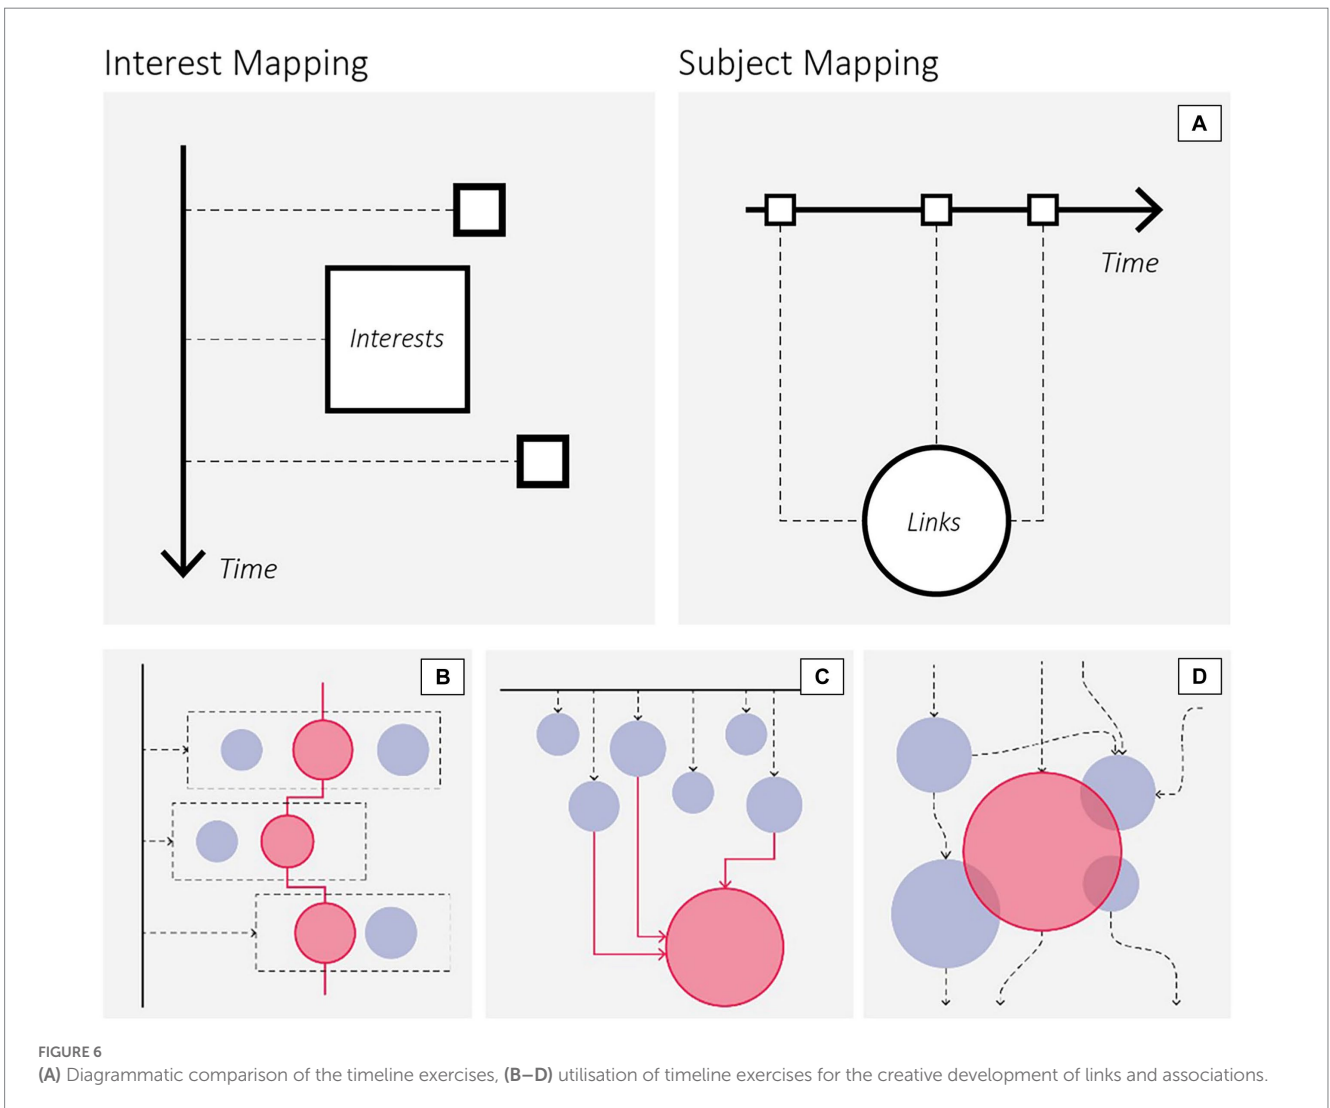 Interest Mapping
Subject Mapping
A
Interests
Time
Time
Links
B
C
D
FIGURE 6
(A) Diagrammatic comparison of the timeline exercises, (B–D) utilisation of timeline exercises for the creative development of links and associations.